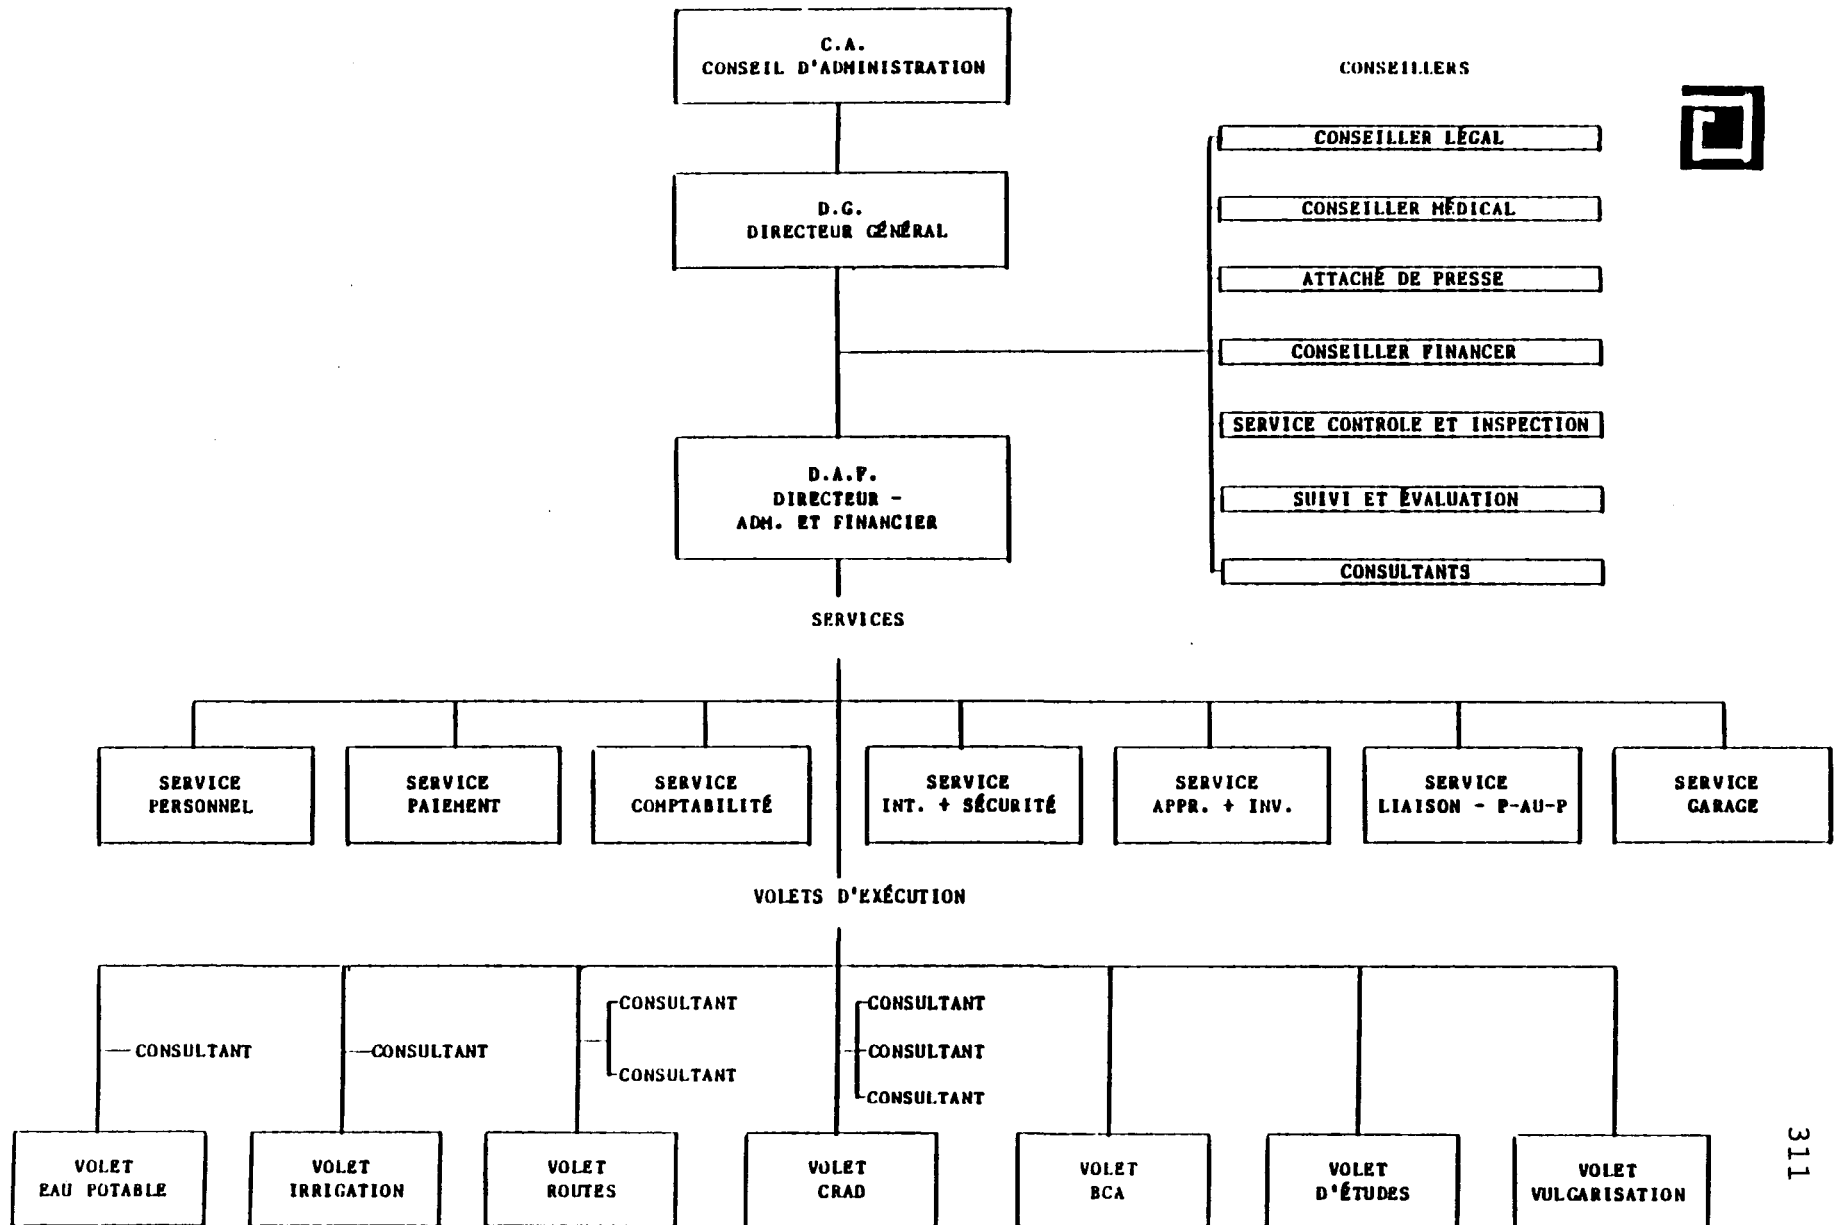 C.A.
CONSEIL D'ADMINISTRATION
D.G.
DIRECTEUR GÉNÉRAL
D.A.F.
DIRECTEUR -
ADM. ET FINANCIER
CONSEILLERS
CONSEILLER LÉGAL
CONSEILLER MÉDICAL
ATTACHÉ DE PRESSE
CONSEILLER FINANCER
SERVICE CONTROLE ET INSPECTION
SUIVI ET ÉVALUATION
CONSULTANTS
SERVICES
SERVICE
PERSONNEL
SERVICE
PAIEMENT
SERVICE
COMPTABILITÉ
SERVICE
INT. + SÉCURITÉ
SERVICE
APPR. + INV.
SERVICE
LIAISON - P-AU-P
SERVICE
GARAGE
VOLETS D'EXÉCUTION
CONSULTANT
CONSULTANT
CONSULTANT
CONSULTANT
CONSULTANT
CONSULTANT
CONSULTANT
VOLET
EAU POTABLE
VOLET
IRRIGATION
VOLET
ROUTES
VOLET
CRAD
VOLET
BCA
VOLET
D'ÉTUDES
VOLET
VULGARISATION
311